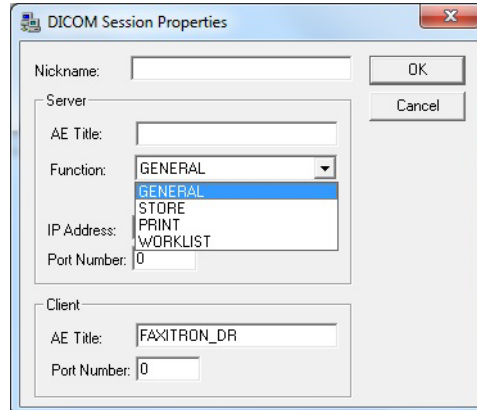 DICOM Session Properties
Nickname:
OK
Server
Cancel
AE Title:
Function: GENERAL
GENERAL
STORE
PRINT
WORKLIST
IP Address:
Port Number: 0
Client
AE Title: FAXITRON_DR
Port Number: 0